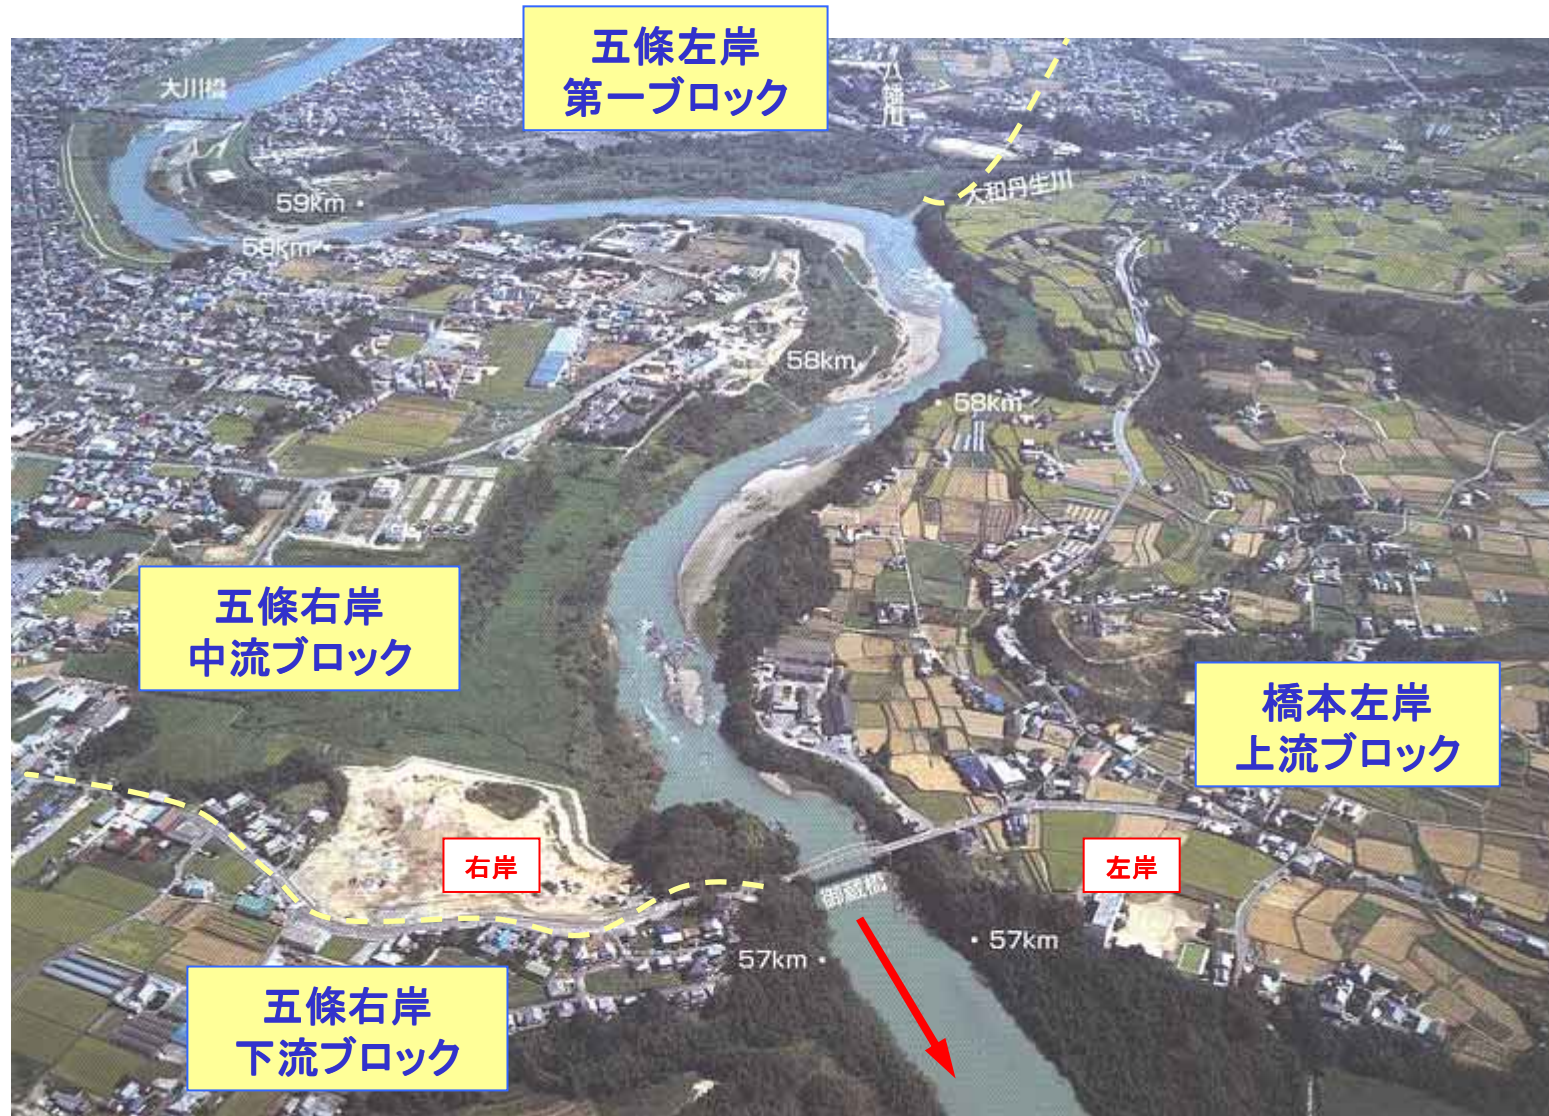 五條左岸
第一ブロック
大川橋
大和丹生川
59km
58km
58km
58km
五條右岸
中流ブロック
橋本左岸
上流ブロック
右岸
左岸
57km
57km
五條右岸
下流ブロック